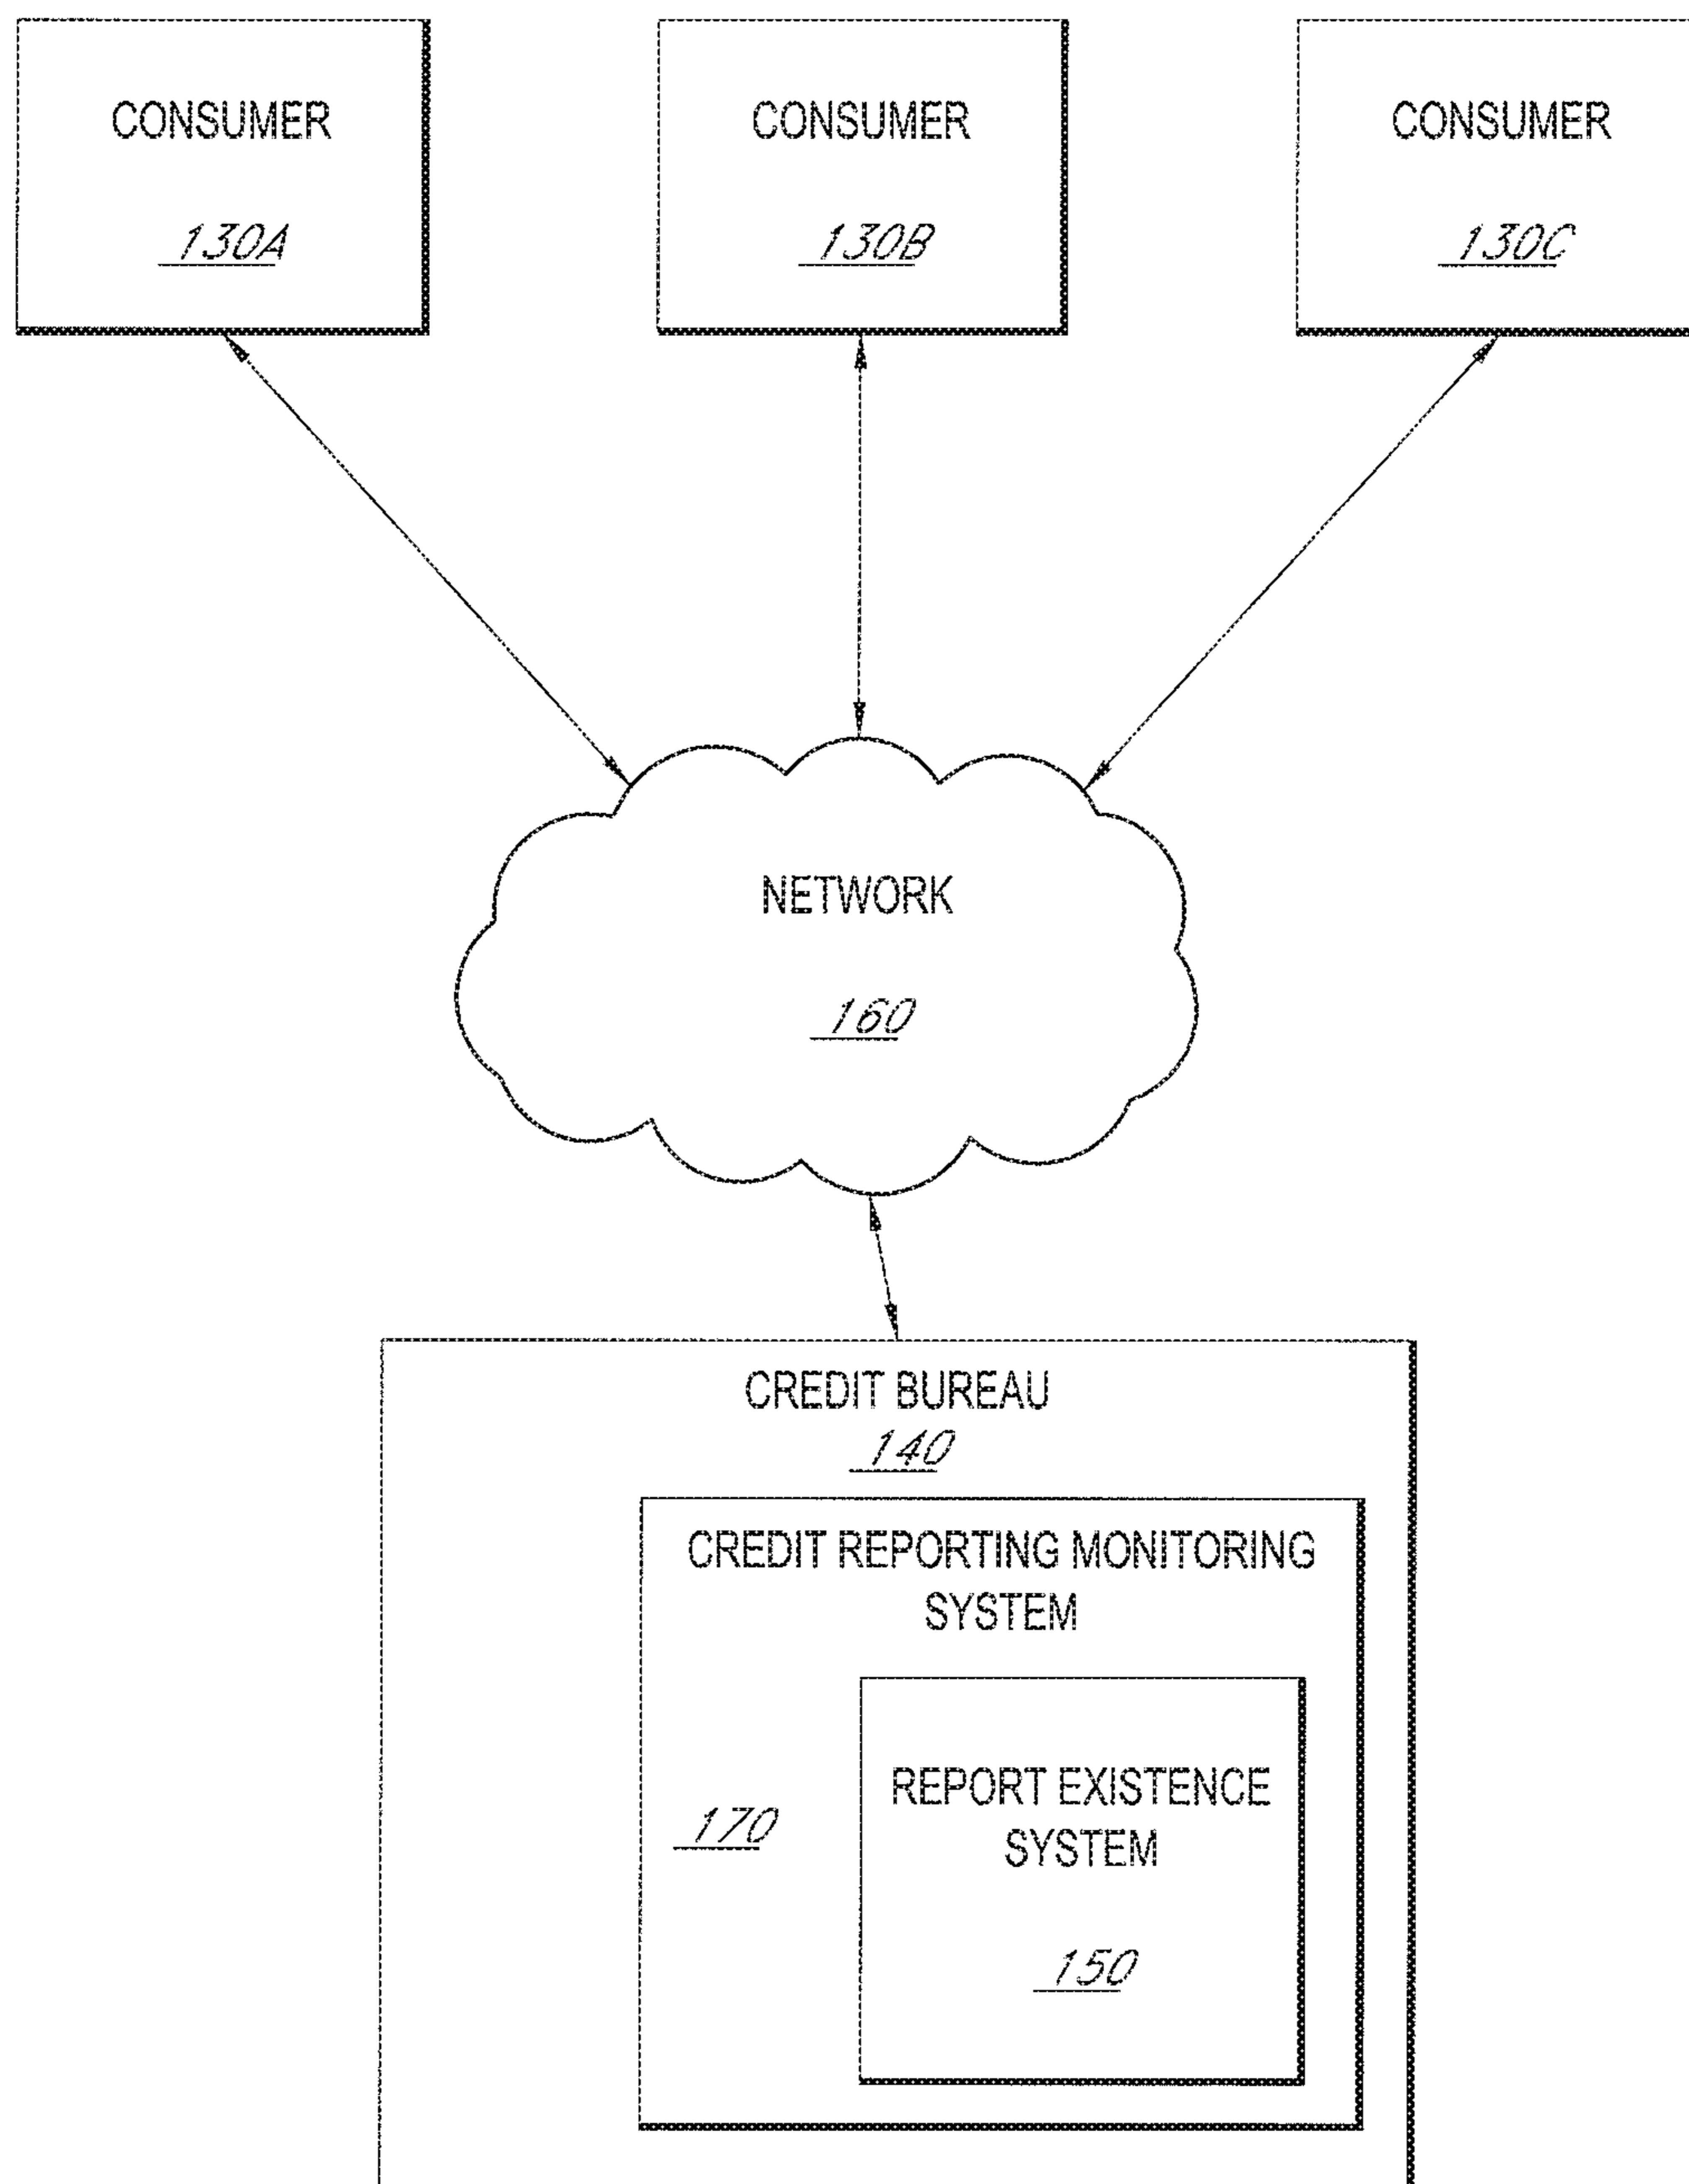 CONSUMER
130A
CONSUMER
130B
CONSUMER
130C
NETWORK
160
CREDIT BUREAU
140
CREDIT REPORTING MONITORING
SYSTEM
170
REPORT EXISTENCE
SYSTEM
150